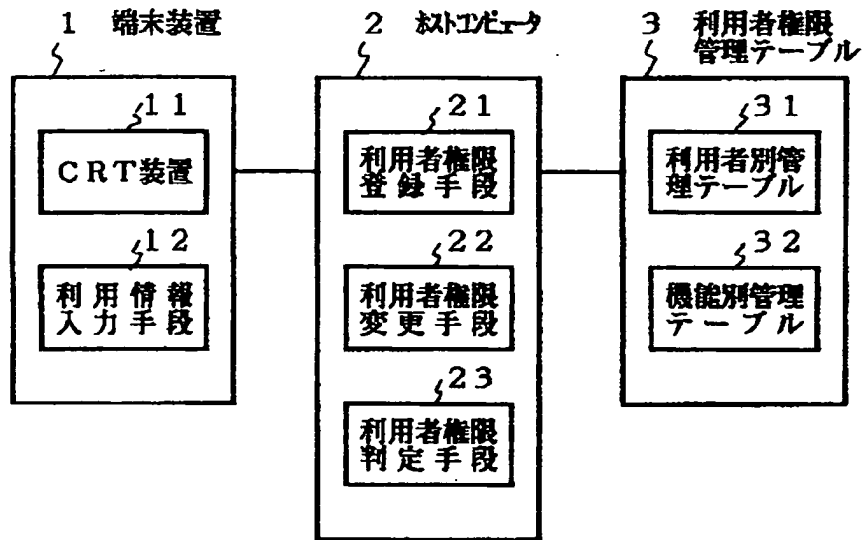 1 端末装置
11
CRT装置
12
利用情報
入力手段
2 ホストコンピュータ
21
利用者権限
登録手段
22
利用者権限
変更手段
23
利用者権限
判定手段
3 利用者権限
管理テーブル
31
利用者別管
理テーブル
32
機能別管理
テーブル